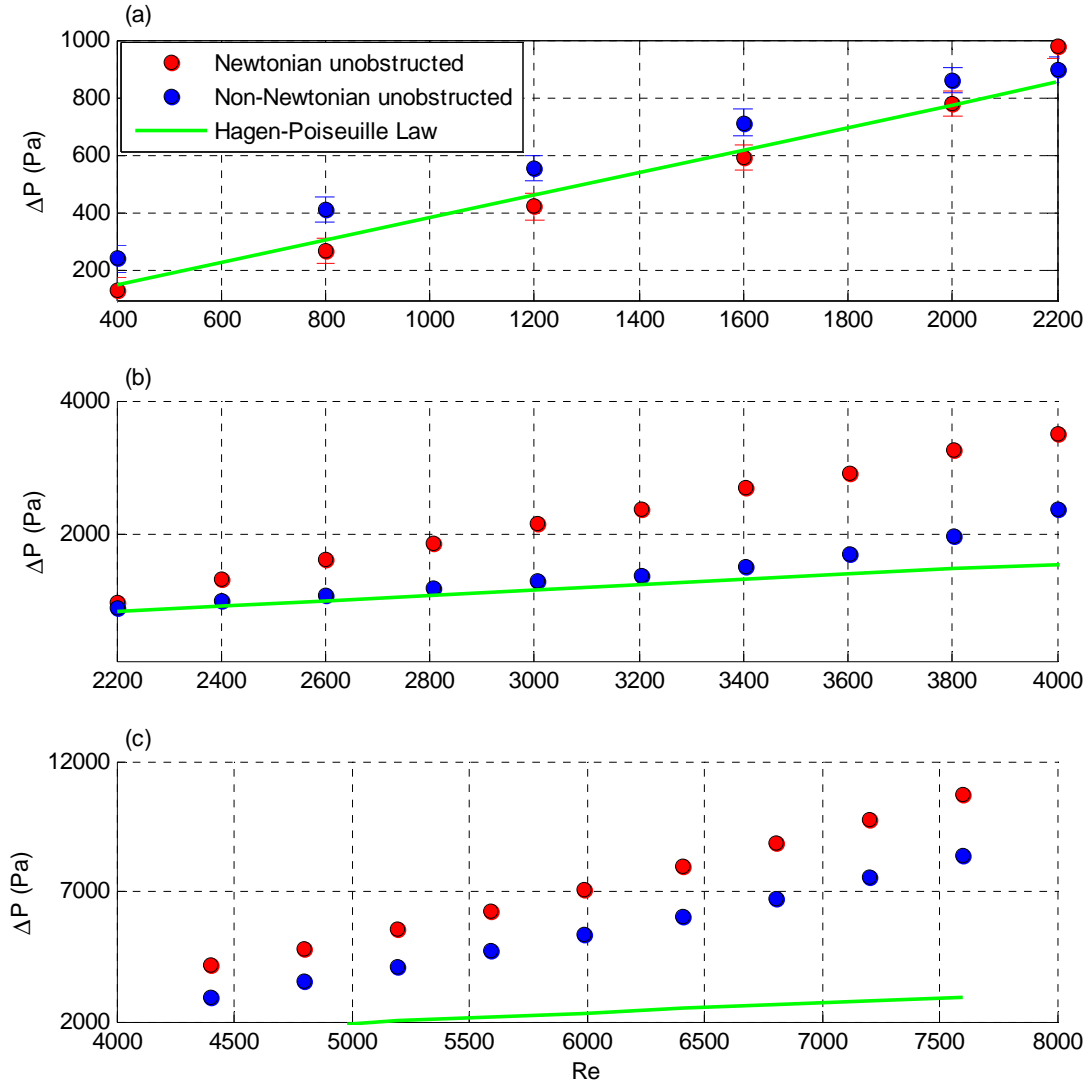 (a)
1000
800
600
400
200
ΔP (Pa)
Newtonian unobstructed
Non-Newtonian unobstructed
Hagen-Poiseuille Law
400 600 800 1000 1200 1400 1600 1800 2000 2200
(b)
4000
2000
ΔP (Pa)
2200 2400 2600 2800 3000 3200 3400 3600 3800 4000
(c)
12000
7000
2000
ΔP (Pa)
4000 4500 5000 5500 6000 6500 7000 7500 8000
Re